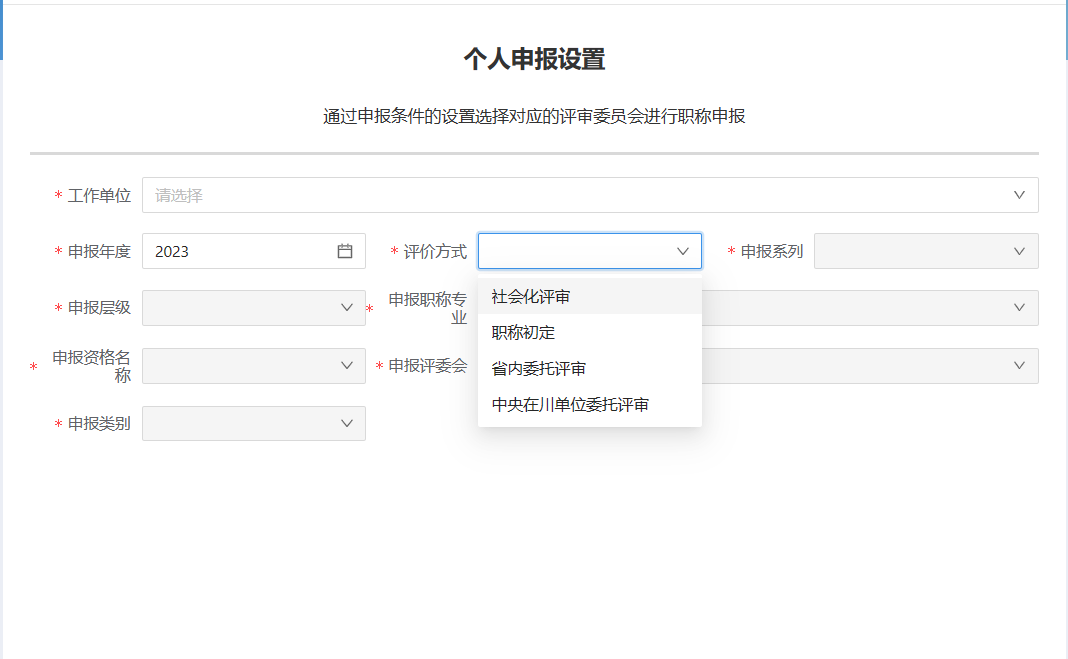 个人申报设置
通过申报条件的设置选择对应的评审委员会进行职称申报
* 工作单位 请选择
* 申报年度 2023 * 评价方式 * 申报系列
* 申报层级 * 申报职称专
业
* 申报资格名
称 * 申报评委会
* 申报类别
社会化评审
职称初定
省内委托评审
中央在川单位委托评审